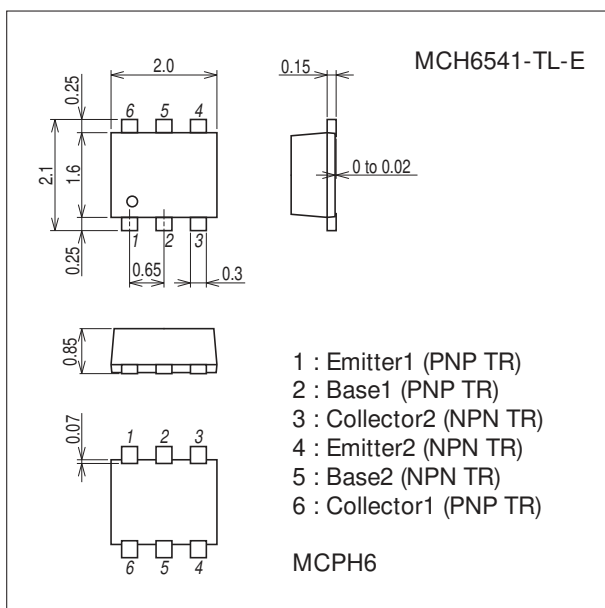 MCH6541-TL-E
2.0
0.15
0.25
6 5 4
2.1
1.6
0 to 0.02
0.25
1 2 3
0.65
0.3
0.85
1 : Emitter1 (PNP TR)
2 : Base1 (PNP TR)
3 : Collector2 (NPN TR)
4 : Emitter2 (NPN TR)
5 : Base2 (NPN TR)
6 : Collector1 (PNP TR)
0.07
1 2 3
6 5 4
MCPH6